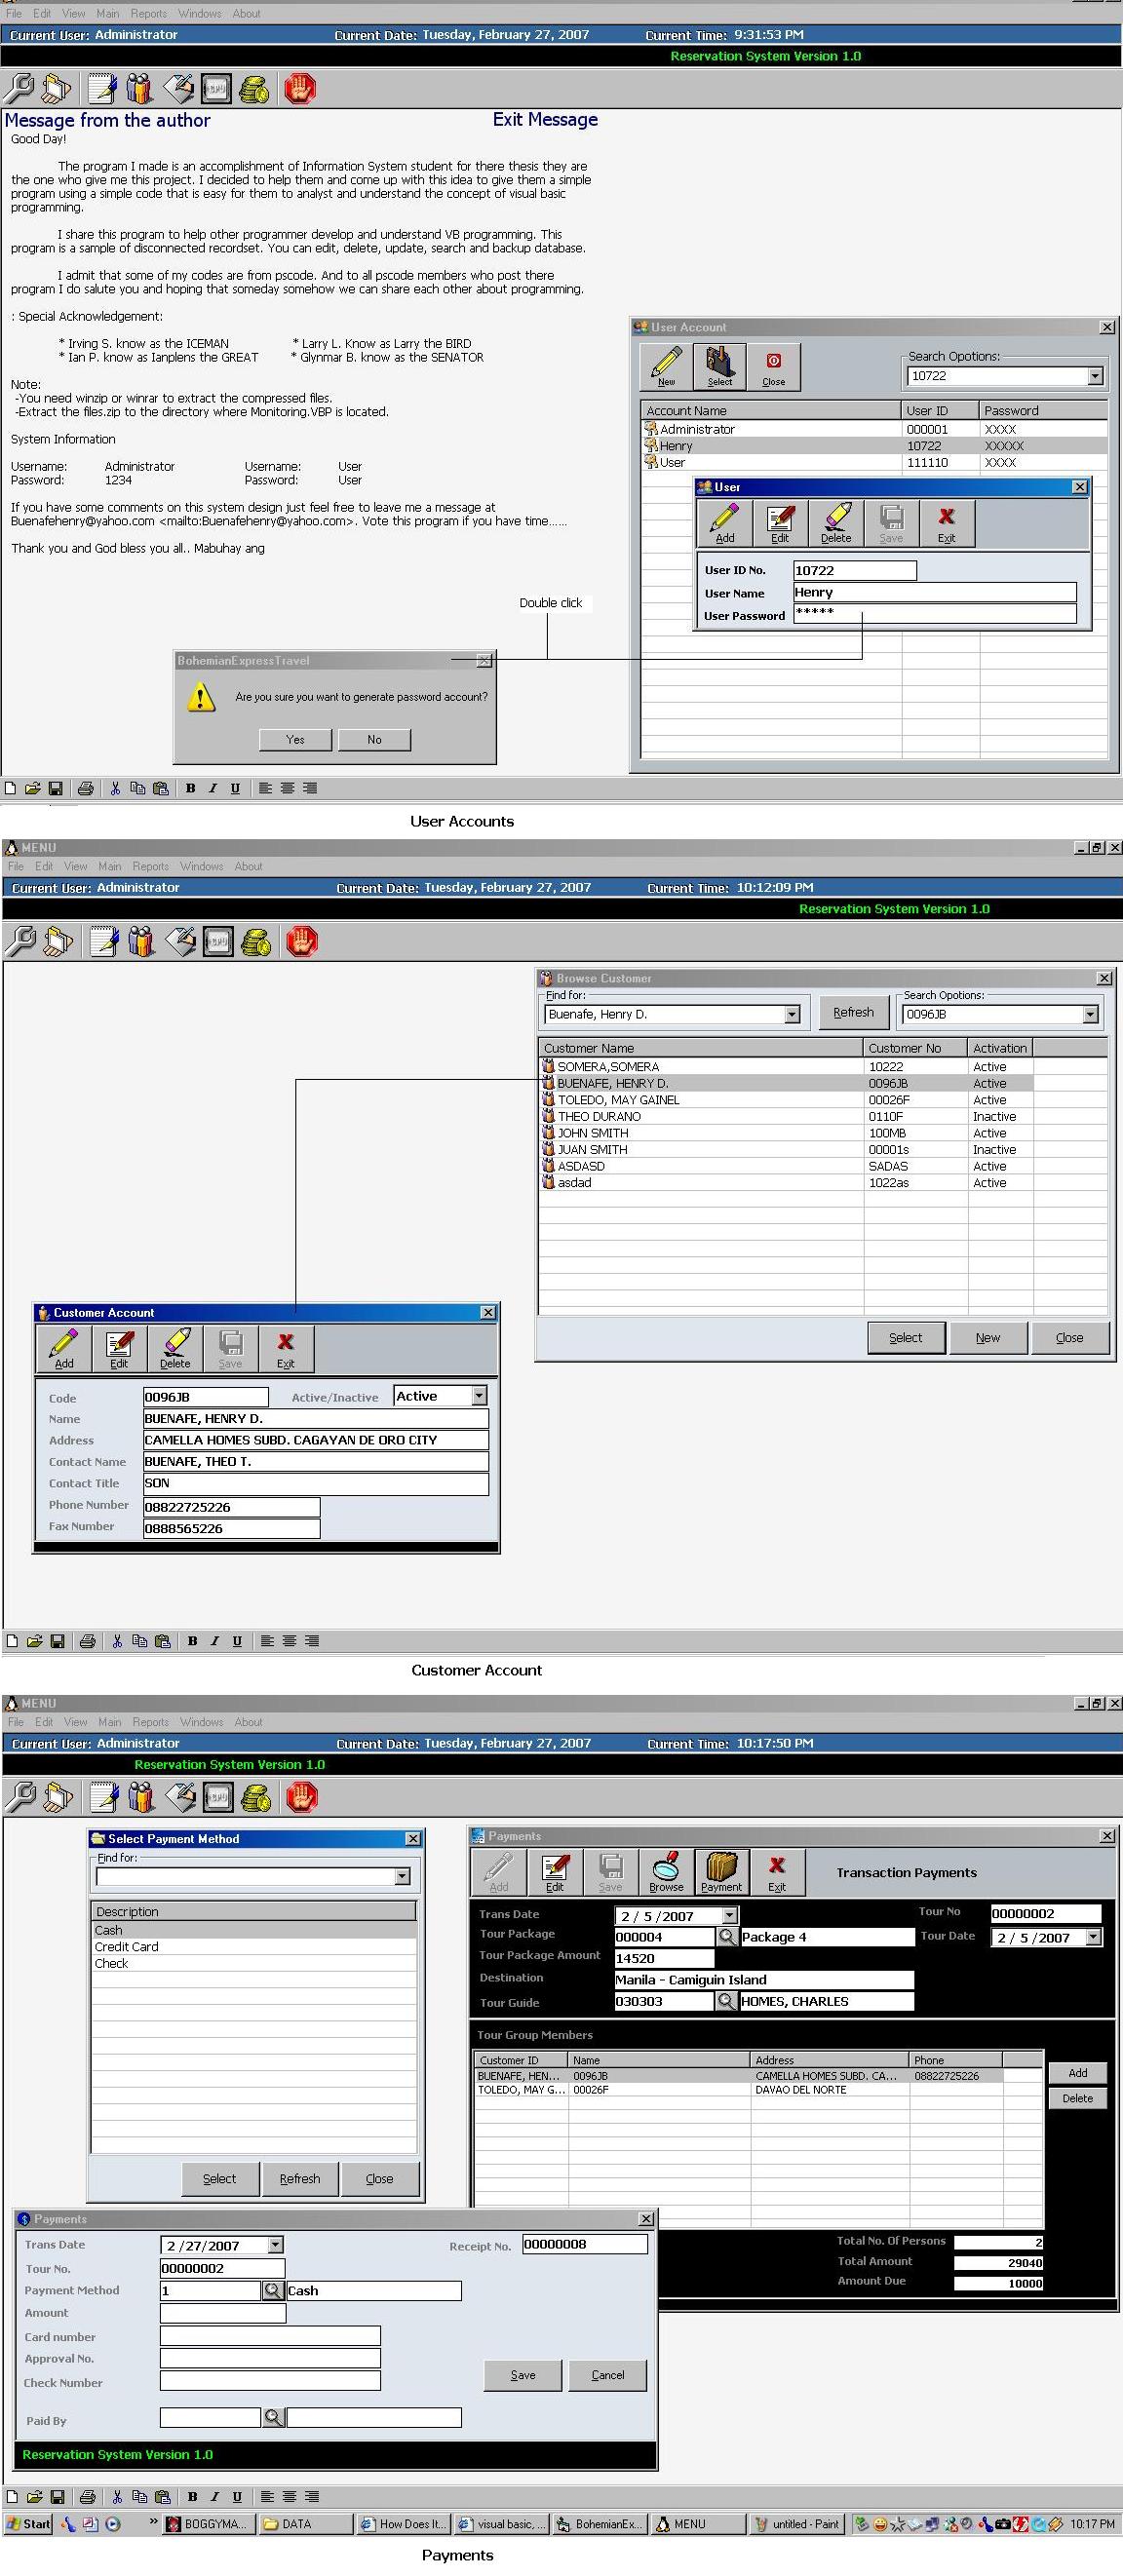 File Edit View Main Reports Windows About
Current User: Administrator Current Date: Tuesday, February 27, 2007 Current Time: 9:31:53 PM
Reservation System Version 1.0
Message from the author Exit Message
Good Day!
The program I made is an accomplishment of Information System student for there thesis they are
the one who give me this project. I decided to help them and come up with this idea to give them a simple
program using a simple code that is easy for them to analyst and understand the concept of visual basic
programming.
I share this program to help other programmer develop and understand VB programming. This
program is a sample of disconnected recordset. You can edit, delete, update, search and backup database.
I admit that some of my codes are from pscode. And to all pscode members who post there
program I do salute you and hoping that someday somehow we can share each other about programming.
: Special Acknowledgement:
* Irving S. know as the ICEMAN * Larry L. Know as Larry the BIRD
* Ian P. know as Ianplens the GREAT * Glynmar B. know as the SENATOR
Note:
-You need winzip or winrar to extract the compressed files.
-Extract the files.zip to the directory where Monitoring.VBP is located.
System Information
Username: Administrator Username: User
Password: 1234 Password: User
If you have some comments on this system design just feel free to leave me a message at
Buenafehenry@yahoo.com <mailto:Buenafehenry@yahoo.com>. Vote this program if you have time......
Thank you and God bless you all.. Mabuhay ang
User Account
New Select Close
Search Opotions:
10722
Account Name User ID Password
Administrator 000001 XXXX
Henry 10722 XXXXX
User 111110 XXXX
User
Add Edit Delete Save Exit
User ID No. 10722
User Name Henry
User Password *****
Double click
BohemianExpressTravel
Are you sure you want to generate password account?
Yes No
B I U
User Accounts
MENU
File Edit View Main Reports Windows About
Current User: Administrator Current Date: Tuesday, February 27, 2007 Current Time: 10:12:09 PM
Reservation System Version 1.0
Browse Customer
Find for: Search Opotions:
Buenafe, Henry D. Refresh 0096JB
Customer Name Customer No Activation
SOMERA,SOMERA 10222 Active
BUENAFE, HENRY D. 0096JB Active
TOLEDO, MAY GAINEL 00026F Active
THEO DURANO 0110F Inactive
JOHN SMITH 100MB Active
JUAN SMITH 00001s Inactive
ASDASD SADAS Active
asdad 1022as Active
Select New Close
Customer Account
Add Edit Delete Save Exit
Code 0096JB Active/Inactive Active
Name BUENAFE, HENRY D.
Address CAMELLA HOMES SUBD. CAGAYAN DE ORO CITY
Contact Name BUENAFE, THEO T.
Contact Title SON
Phone Number 08822725226
Fax Number 0888565226
B I U
Customer Account
MENU
File Edit View Main Reports Windows About
Current User: Administrator Current Date: Tuesday, February 27, 2007 Current Time: 10:17:50 PM
Reservation System Version 1.0
Select Payment Method
Find for:
Description
Cash
Credit Card
Check
Select Refresh Close
Payments
Add Edit Save Browse Payment Exit Transaction Payments
Trans Date 2 / 5 /2007 Tour No 00000002
Tour Package 000004 Package 4 Tour Date 2 / 5 /2007
Tour Package Amount 14520
Destination Manila - Camiguin Island
Tour Guide 030303 HOMES, CHARLES
Tour Group Members
Customer ID Name Address Phone
BUENAFE, HEN... 0096JB CAMELLA HOMES SUBD. CA... 08822725226
TOLEDO, MAY G... 00026F DAVAO DEL NORTE
Add
Delete
Total No. Of Persons 2
Total Amount 29040
Amount Due 10000
Payments
Trans Date 2 /27/2007 Receipt No. 00000008
Tour No. 00000002
Payment Method 1 Cash
Amount
Card number
Approval No.
Check Number
Save Cancel
Paid By
Reservation System Version 1.0
B I U
Start » BOGGYMA... DATA How Does It... visual basic, ... BohemianEx... MENU untitled - Paint 10:17 PM
Payments